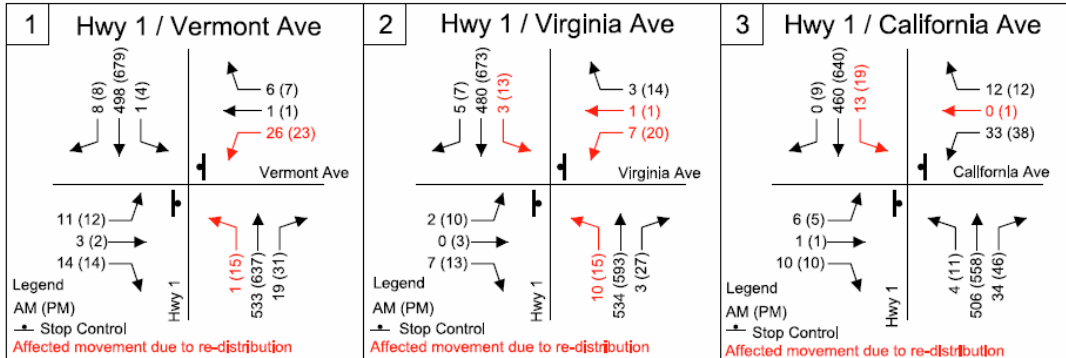 1
Hwy 1 / Vermont Ave
8 (8)
498 (679)
1 (4)
6 (7)
1 (1)
26 (23)
Vermont Ave
11 (12)
3 (2)
14 (14)
1 (15)
533 (637)
19 (31)
Hwy 1
Legend
AM (PM)
Stop Control
Affected movement due to re-distribution
2
Hwy 1 / Virginia Ave
5 (7)
480 (673)
3 (13)
3 (14)
1 (1)
7 (20)
Virginia Ave
2 (10)
0 (3)
7 (13)
10 (15)
534 (593)
3 (27)
Hwy 1
Legend
AM (PM)
Stop Control
Affected movement due to re-distribution
3
Hwy 1 / California Ave
0 (9)
460 (640)
13 (19)
12 (12)
0 (1)
33 (38)
California Ave
6 (5)
1 (1)
10 (10)
4 (11)
506 (558)
34 (46)
Hwy 1
Legend
AM (PM)
Stop Control
Affected movement due to re-distribution